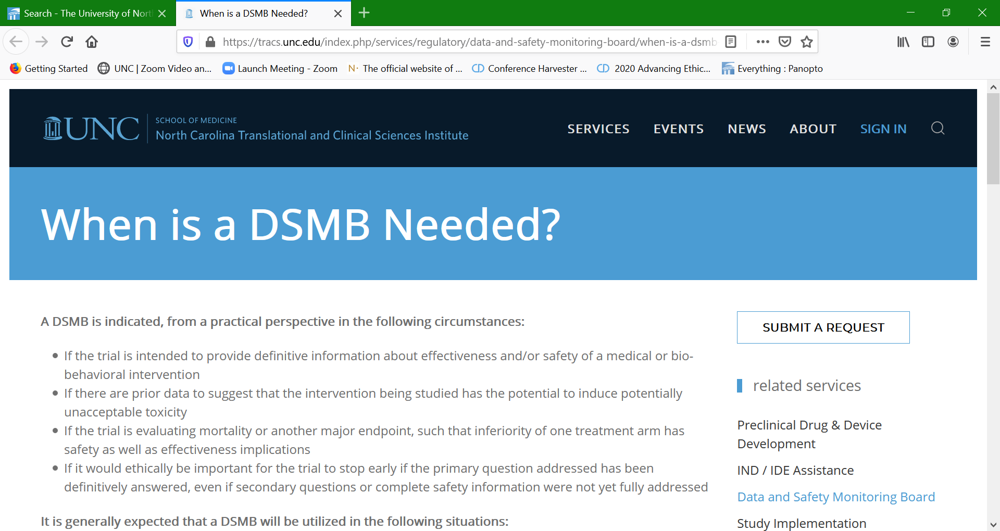 Search - The University of Nort
When is a DSMB Needed?
https://tracs.unc.edu/index.php/services/regulatory/data-and-safety-monitoring-board/when-is-a-dsmb
Getting Started
UNC | Zoom Video an...
Launch Meeting - Zoom
N· The official website of ...
Conference Harvester ...
2020 Advancing Ethic...
Everything : Panopto
UNC
SCHOOL OF MEDICINE
North Carolina Translational and Clinical Sciences Institute
SERVICES EVENTS NEWS ABOUT SIGN IN
When is a DSMB Needed?
A DSMB is indicated, from a practical perspective in the following circumstances:
If the trial is intended to provide definitive information about effectiveness and/or safety of a medical or bio-
behavioral intervention
If there are prior data to suggest that the intervention being studied has the potential to induce potentially
unacceptable toxicity
If the trial is evaluating mortality or another major endpoint, such that inferiority of one treatment arm has
safety as well as effectiveness implications
If it would ethically be important for the trial to stop early if the primary question addressed has been
definitively answered, even if secondary questions or complete safety information were not yet fully addressed
It is generally expected that a DSMB will be utilized in the following situations:
SUBMIT A REQUEST
related services
Preclinical Drug & Device
Development
IND / IDE Assistance
Data and Safety Monitoring Board
Study Implementation